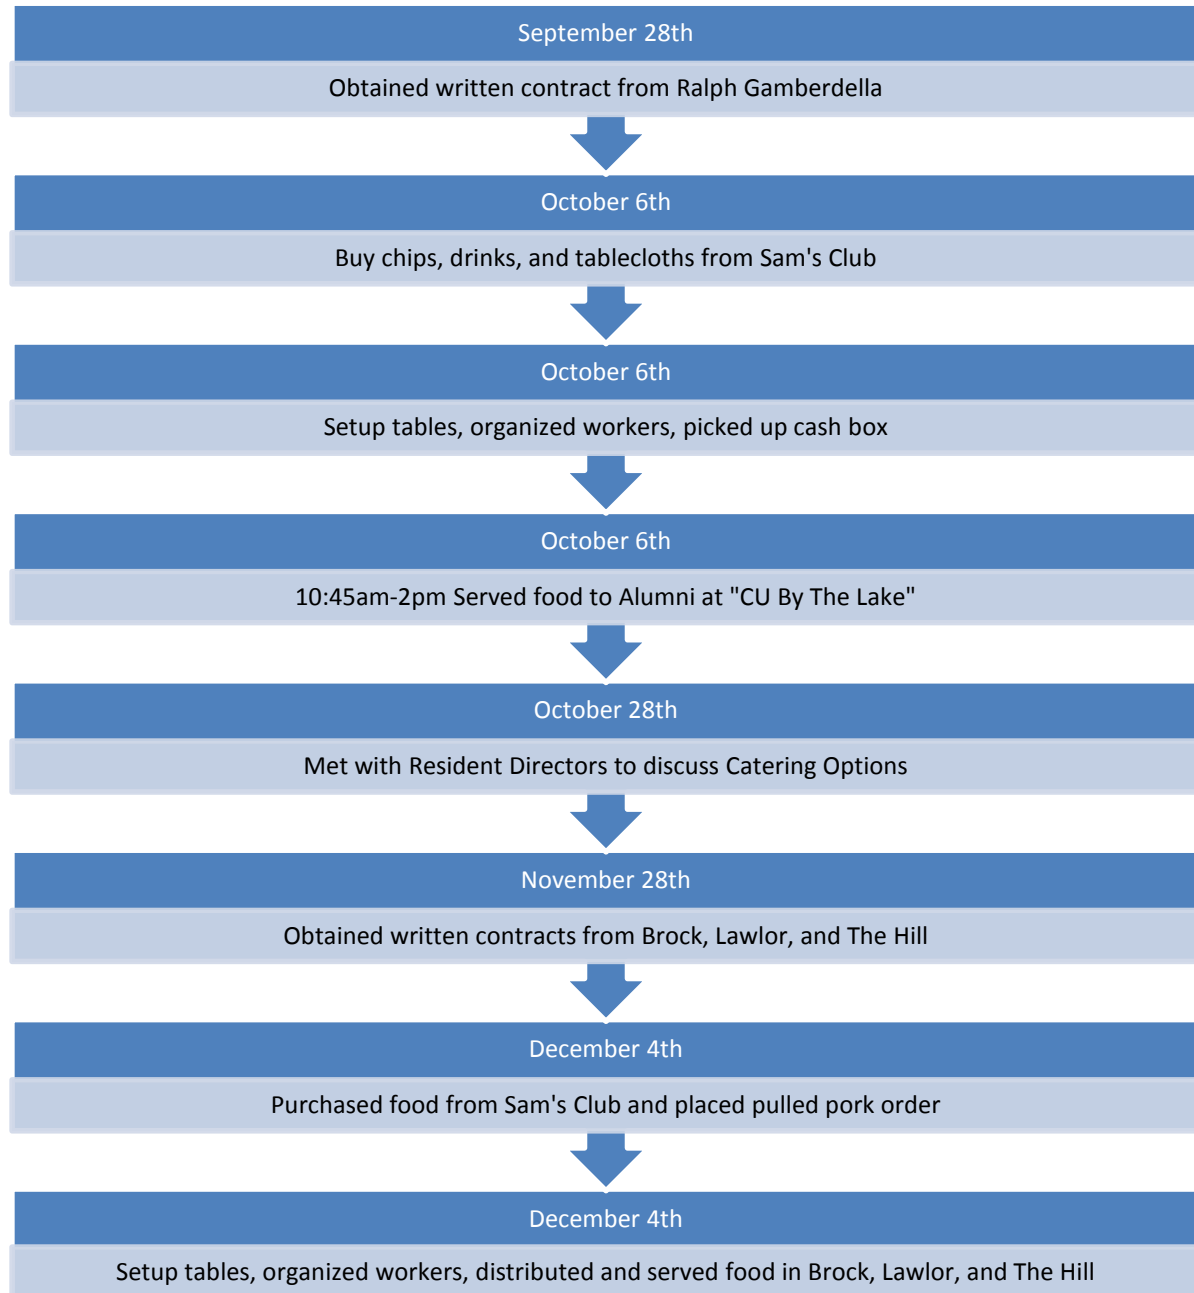 September 28th
Obtained written contract from Ralph Gamberdella
October 6th
Buy chips, drinks, and tablecloths from Sam's Club
October 6th
Setup tables, organized workers, picked up cash box
October 6th
10:45am-2pm Served food to Alumni at "CU By The Lake"
October 28th
Met with Resident Directors to discuss Catering Options
November 28th
Obtained written contracts from Brock, Lawlor, and The Hill
December 4th
Purchased food from Sam's Club and placed pulled pork order
December 4th
Setup tables, organized workers, distributed and served food in Brock, Lawlor, and The Hill